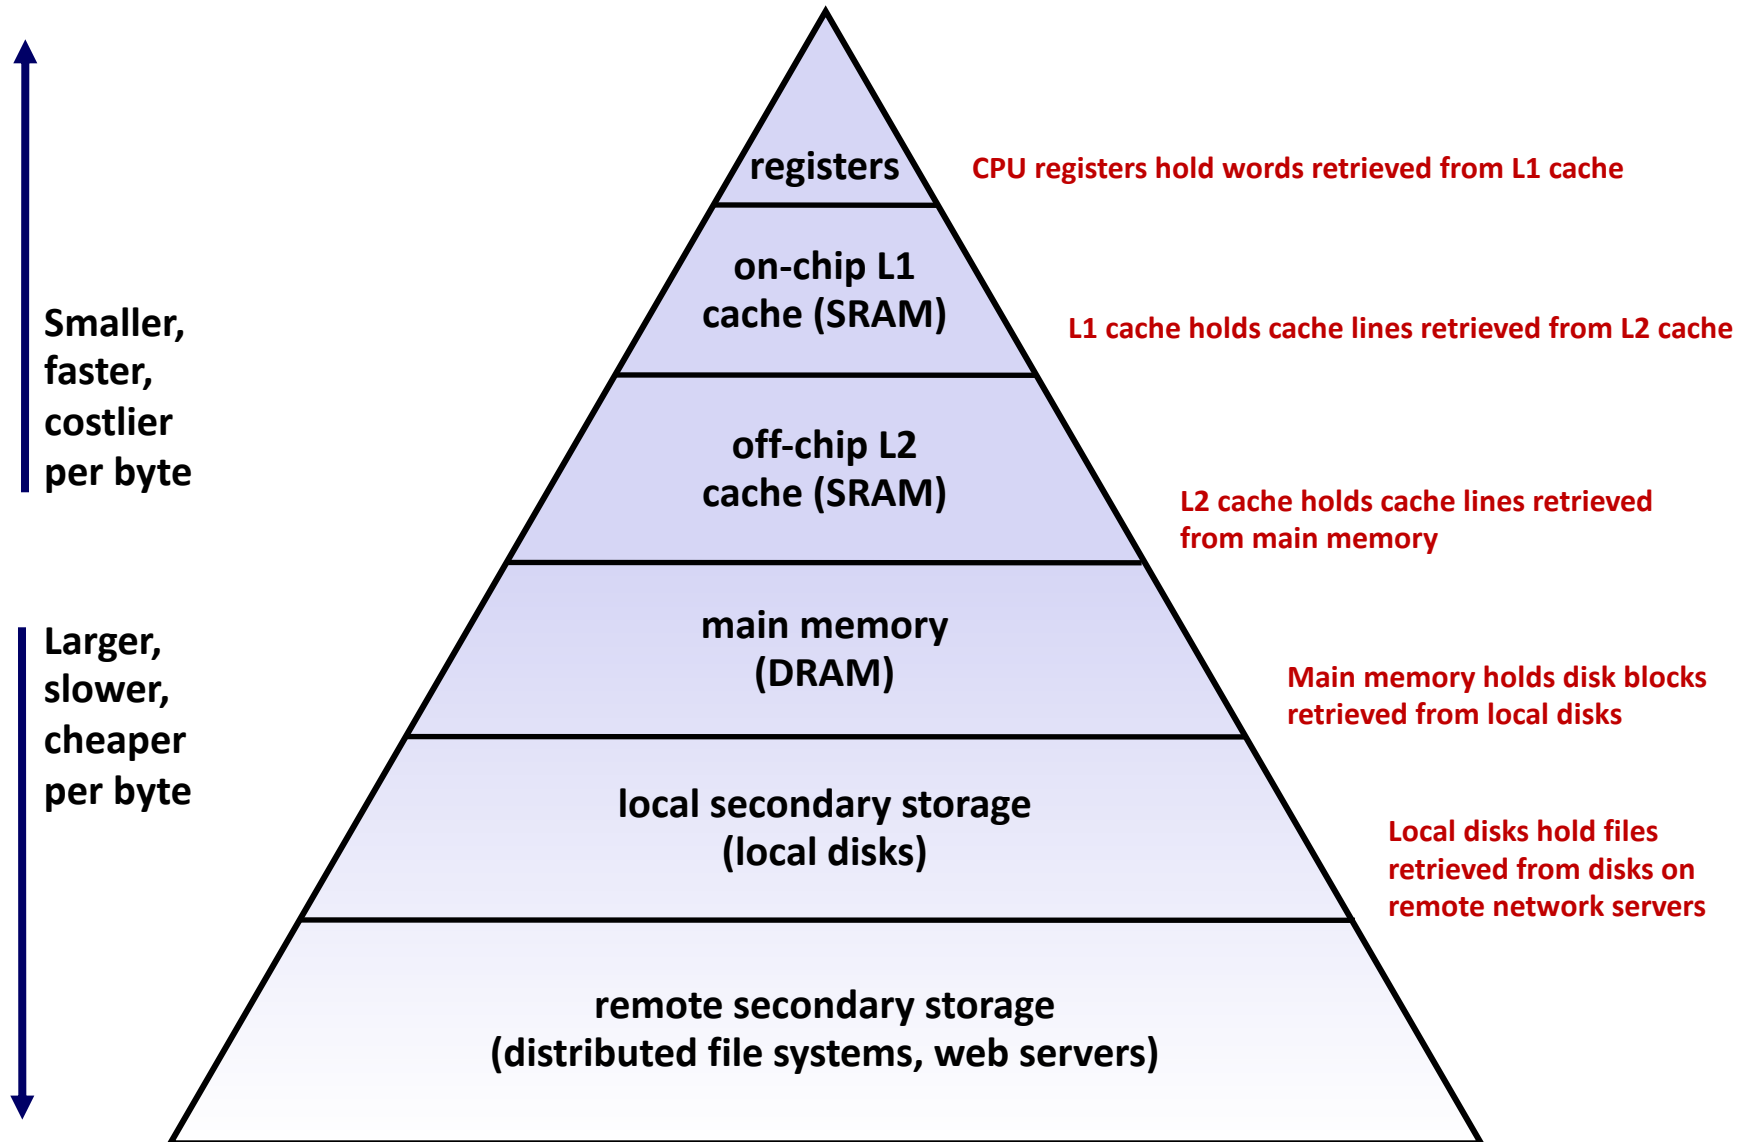 registers
CPU registers hold words retrieved from L1 cache
on-chip L1
cache (SRAM)
L1 cache holds cache lines retrieved from L2 cache
Smaller,
faster,
costlier
per byte
off-chip L2
cache (SRAM)
L2 cache holds cache lines retrieved
from main memory
Larger,
slower,
cheaper
per byte
main memory
(DRAM)
Main memory holds disk blocks
retrieved from local disks
local secondary storage
(local disks)
Local disks hold files
retrieved from disks on
remote network servers
remote secondary storage
(distributed file systems, web servers)